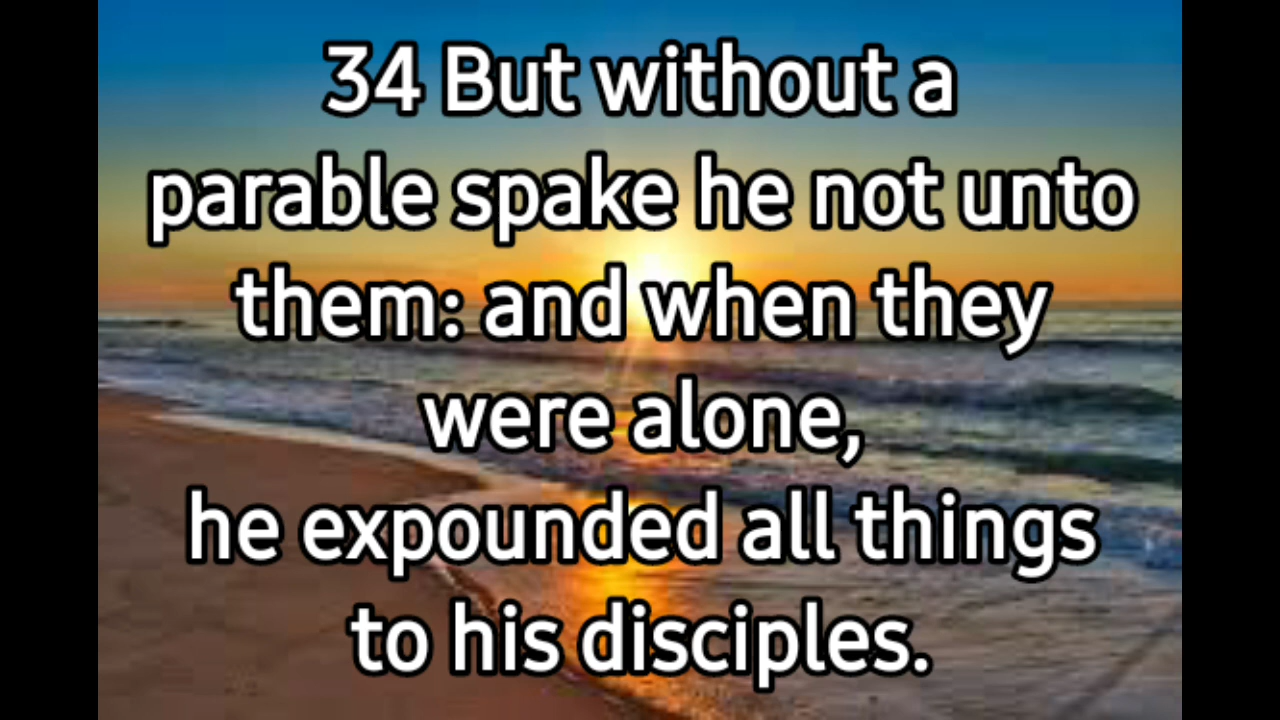 34 But without a
parable spake he not unto
them: and when they
were alone,
he expounded all things
to his disciples.